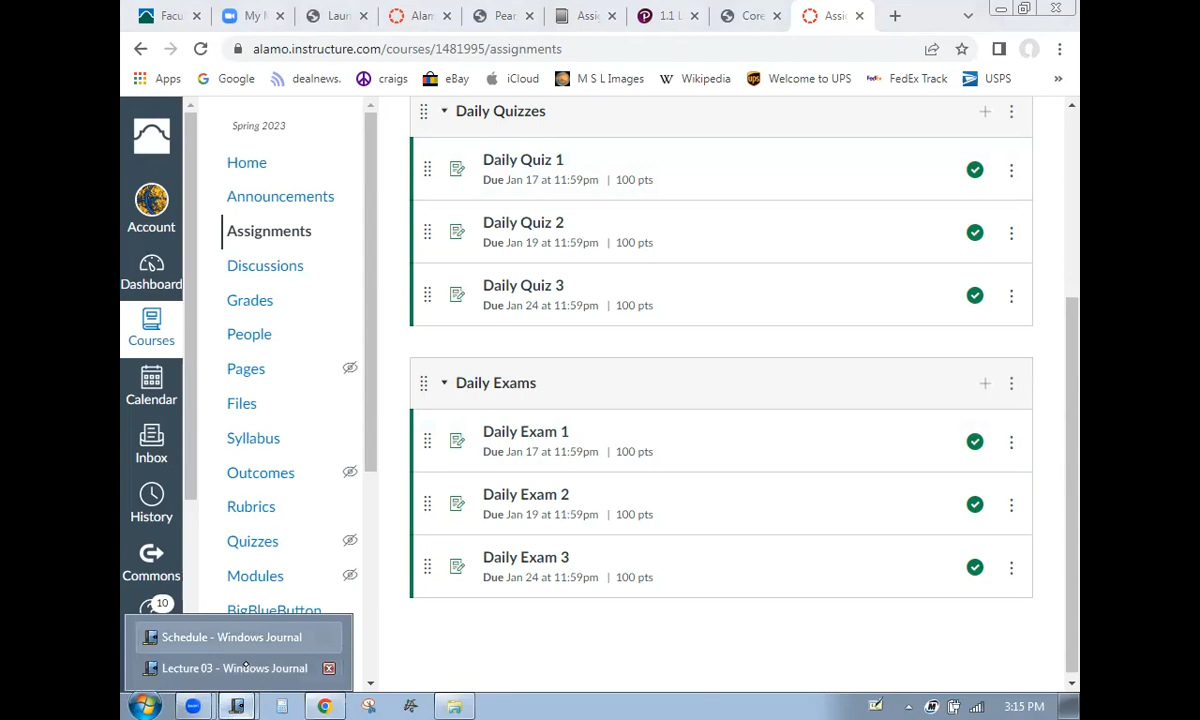 Facu
My M
Laun
Alam
Pear
Assig
1.1 L
Core
Assi
alamo.instructure.com/courses/1481995/assignments
Apps
Google
dealnews.
craigs
eBay
iCloud
M S L Images
Wikipedia
Welcome to UPS
FedEx Track
USPS
»
Account
Dashboard
Courses
Calendar
Inbox
History
Commons
10
Spring 2023
Home
Announcements
Assignments
Discussions
Grades
People
Pages
Files
Syllabus
Outcomes
Rubrics
Quizzes
Modules
BigBlueButton
Daily Quizzes
Daily Quiz 1
Due Jan 17 at 11:59pm | 100 pts
Daily Quiz 2
Due Jan 19 at 11:59pm | 100 pts
Daily Quiz 3
Due Jan 24 at 11:59pm | 100 pts
Daily Exams
Daily Exam 1
Due Jan 17 at 11:59pm | 100 pts
Daily Exam 2
Due Jan 19 at 11:59pm | 100 pts
Daily Exam 3
Due Jan 24 at 11:59pm | 100 pts
Schedule - Windows Journal
Lecture 03 - Windows Journal
3:15 PM